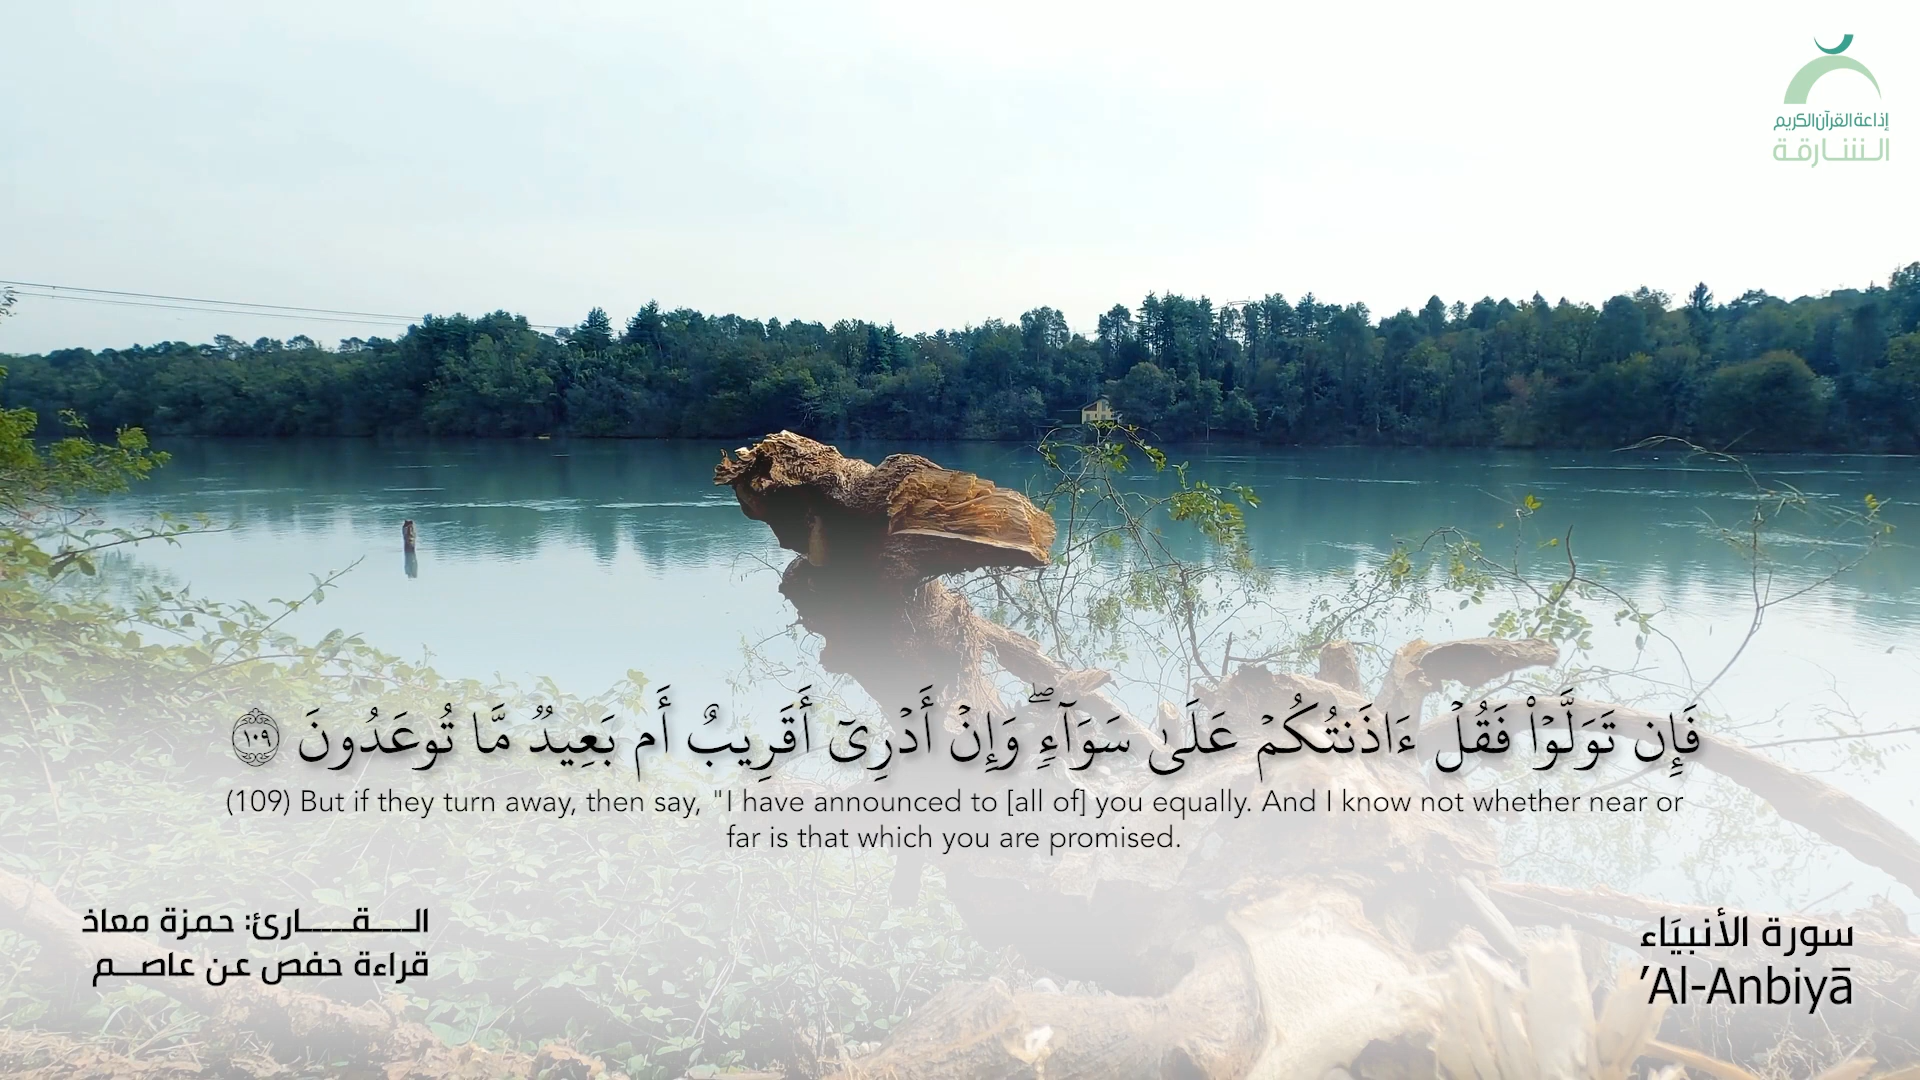 إذاعة القرآن الكريم
الشارقة
فَإِن تَوَلَّوۡاْ فَقُلۡ ءَاذَنتُكُمۡ عَلَىٰ سَوَآءٖۖ وَإِنۡ أَدۡرِيٓ أَقَرِيبٌ أَم بَعِيدٞ مَّا تُوعَدُونَ ١٠٩
(109) But if they turn away, then say, "I have announced to [all of] you equally. And I know not whether near or
far is that which you are promised.
القارئ: حمزة معاذ
قراءة حفص عن عاصم
سورة الأنبيَاء
'Al-Anbiyā